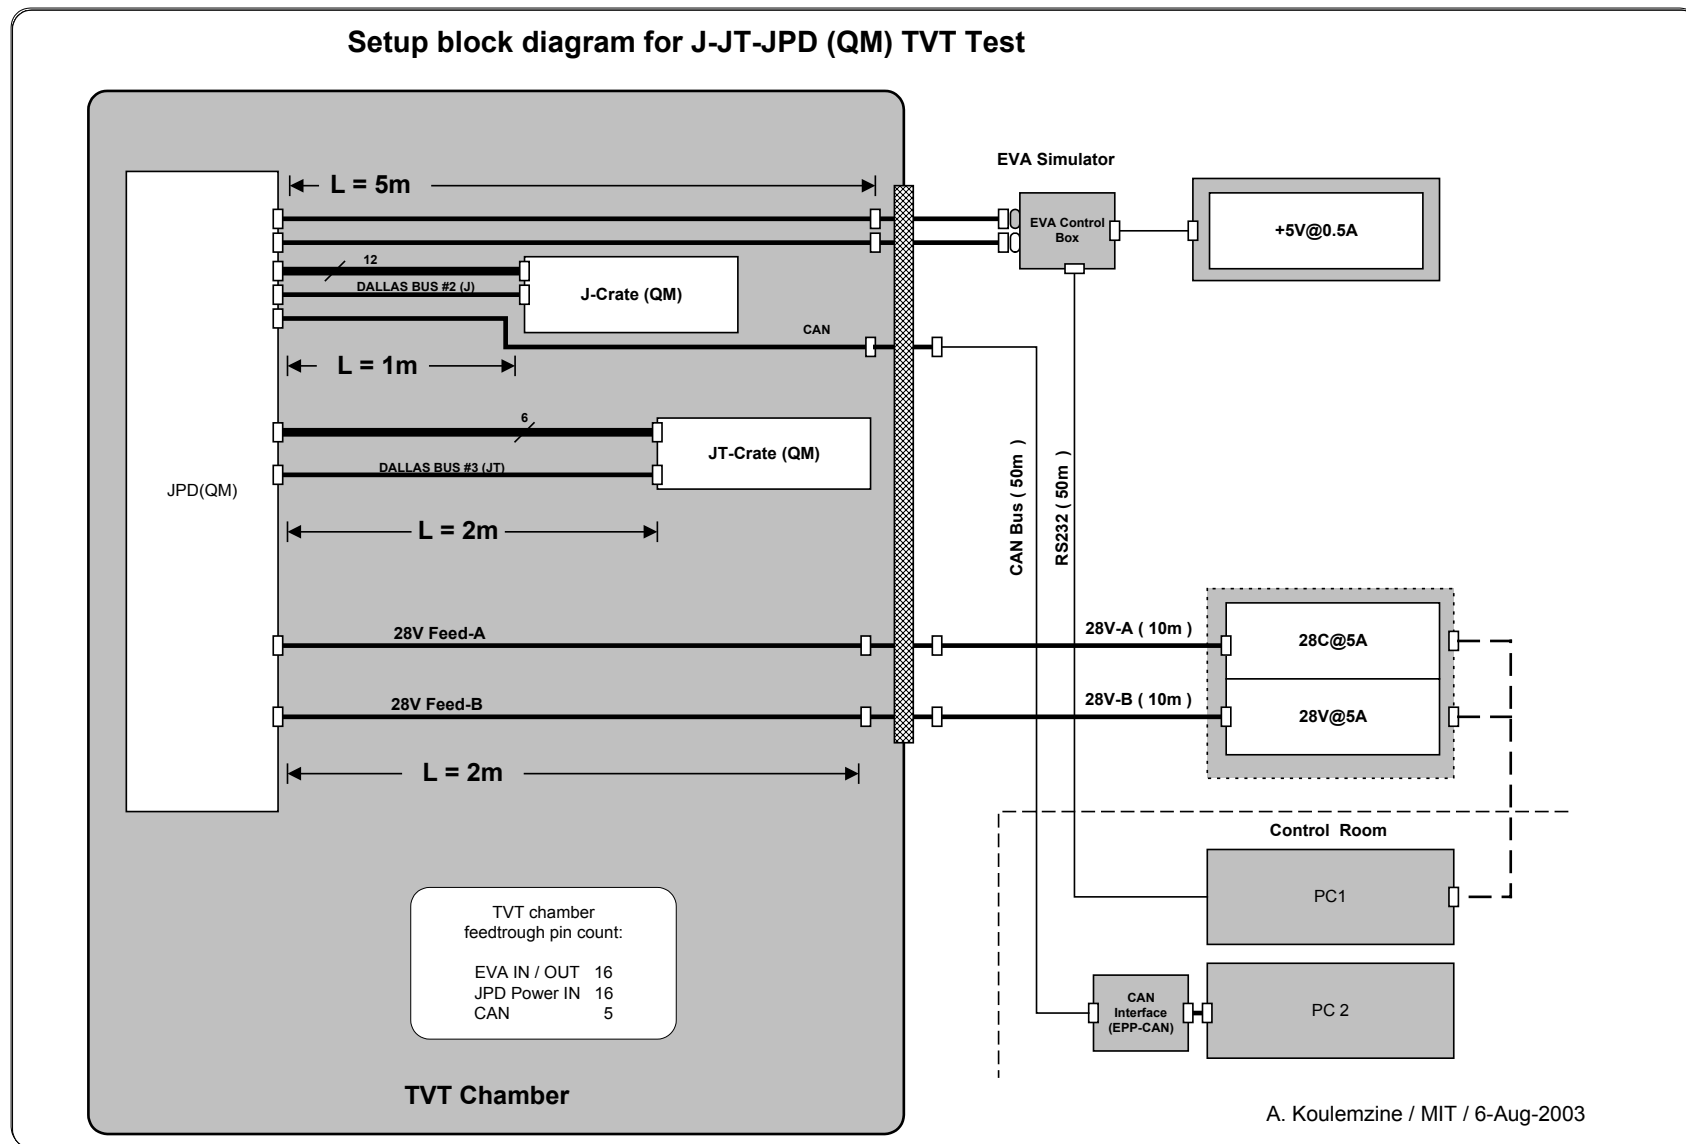 Setup block diagram for J-JT-JPD (QM) TVT Test
EVA Simulator
L = 5m
EVA Control
Box
+5V@0.5A
12
DALLAS BUS #2 (J)
J-Crate (QM)
CAN
L = 1m
6
DALLAS BUS #3 (JT)
JT-Crate (QM)
JPD(QM)
L = 2m
CAN Bus ( 50m )
RS232 ( 50m )
28V Feed-A
28V-A ( 10m )
28C@5A
28V Feed-B
28V-B ( 10m )
28V@5A
L = 2m
Control Room
PC1
TVT chamber
feedtrough pin count:
EVA IN / OUT 16
JPD Power IN 16
CAN 5
CAN
Interface
(EPP-CAN)
PC 2
TVT Chamber
A. Koulemzine / MIT / 6-Aug-2003